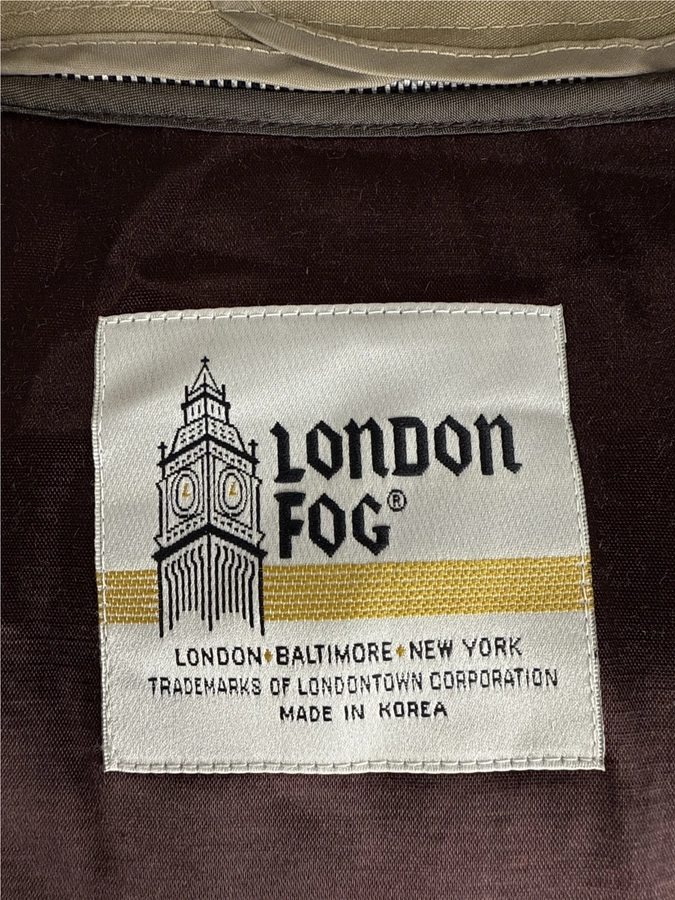 LONDON
FOG®
LONDON♦BALTIMORE♦NEW YORK
TRADEMARKS OF LONDONTOWN CORPORATION
MADE IN KOREA